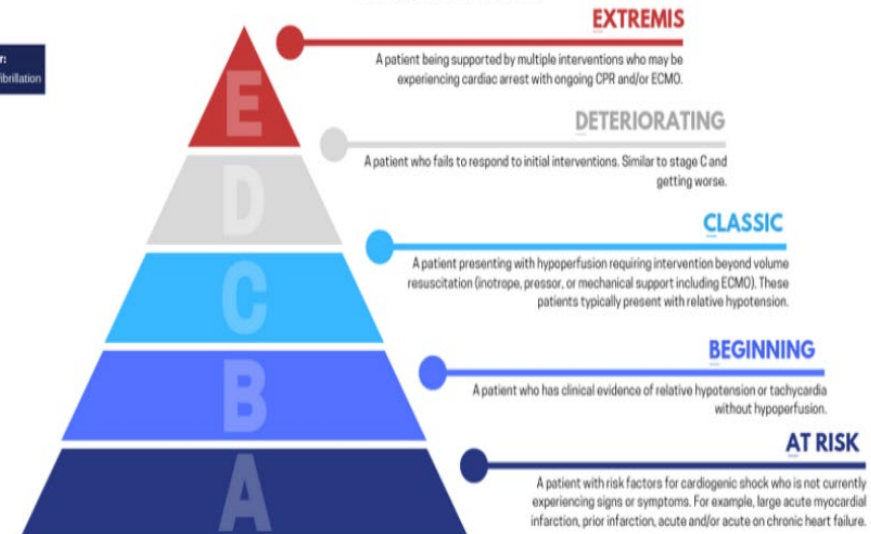 r:
ibrillation
EXTREMIS
A patient being supported by multiple interventions who may be
experiencing cardiac arrest with ongoing CPR and/or ECMO.
E
DETERIORATING
A patient who fails to respond to initial interventions. Similar to stage C and
getting worse.
D
CLASSIC
A patient presenting with hypoperfusion requiring intervention beyond volume
resuscitation (inotrope, pressor, or mechanical support including ECMO). These
patients typically present with relative hypotension.
C
BEGINNING
A patient who has clinical evidence of relative hypotension or tachycardia
without hypoperfusion.
B
AT RISK
A patient with risk factors for cardiogenic shock who is not currently
experiencing signs or symptoms. For example, large acute myocardial
infarction, prior infarction, acute and/or acute on chronic heart failure.
A